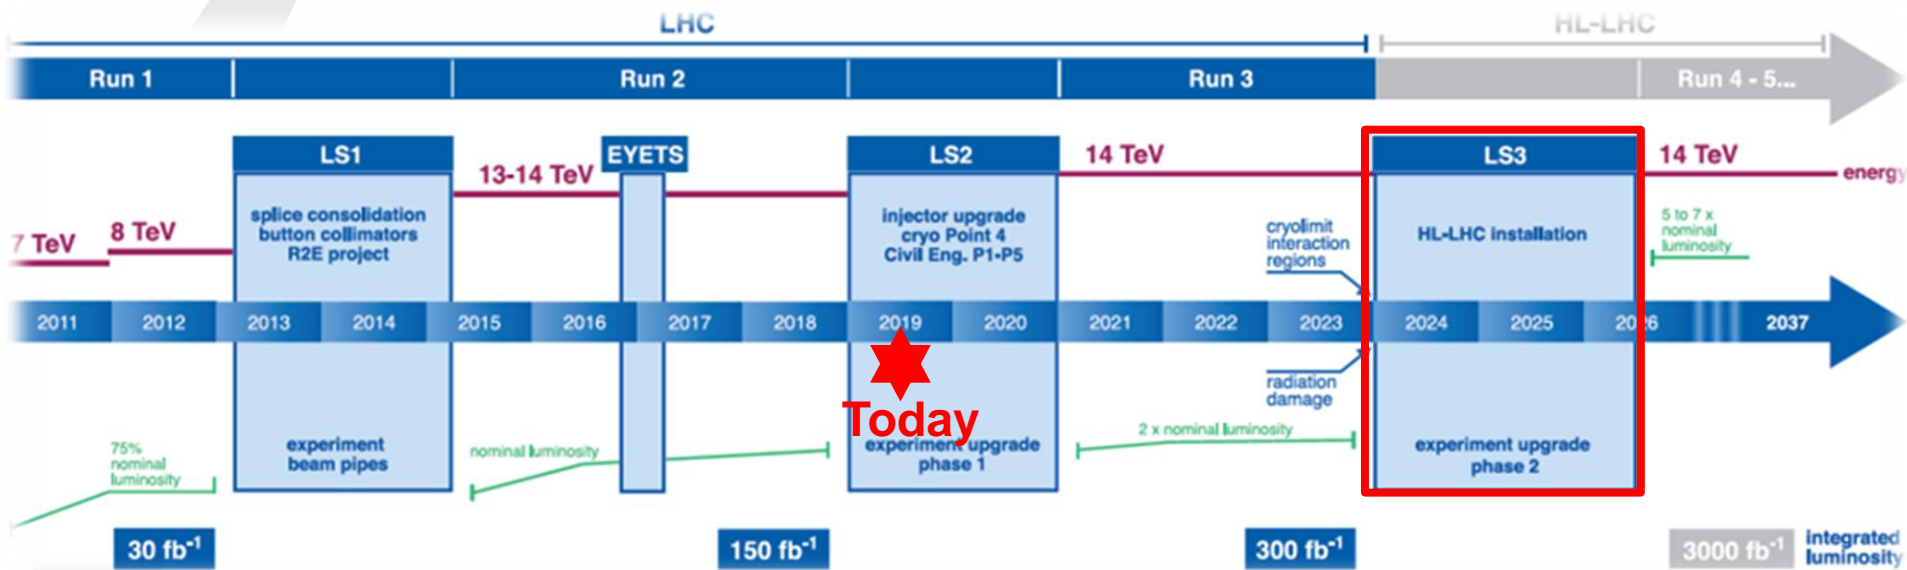 LHC
HL-LHC
Run 1
Run 2
Run 3
Run 4 - 5...
LS1
EYETS
LS2
LS3
13-14 TeV
14 TeV
14 TeV
energy
7 TeV
8 TeV
splice consolidation
button collimators
R2E project
injector upgrade
cryo Point 4
Civil Eng. P1-P5
cryolimit
interaction
regions
HL-LHC installation
5 to 7 x
nominal
luminosity
2011
2012
2013
2014
2015
2016
2017
2018
2019
2020
2021
2022
2023
2024
2025
2026
2037
radiation
damage
Today
75%
nominal
luminosity
experiment
beam pipes
nominal luminosity
experiment upgrade
phase 1
2 x nominal luminosity
experiment upgrade
phase 2
30 fb⁻¹
150 fb⁻¹
300 fb⁻¹
3000 fb⁻¹
integrated
luminosity